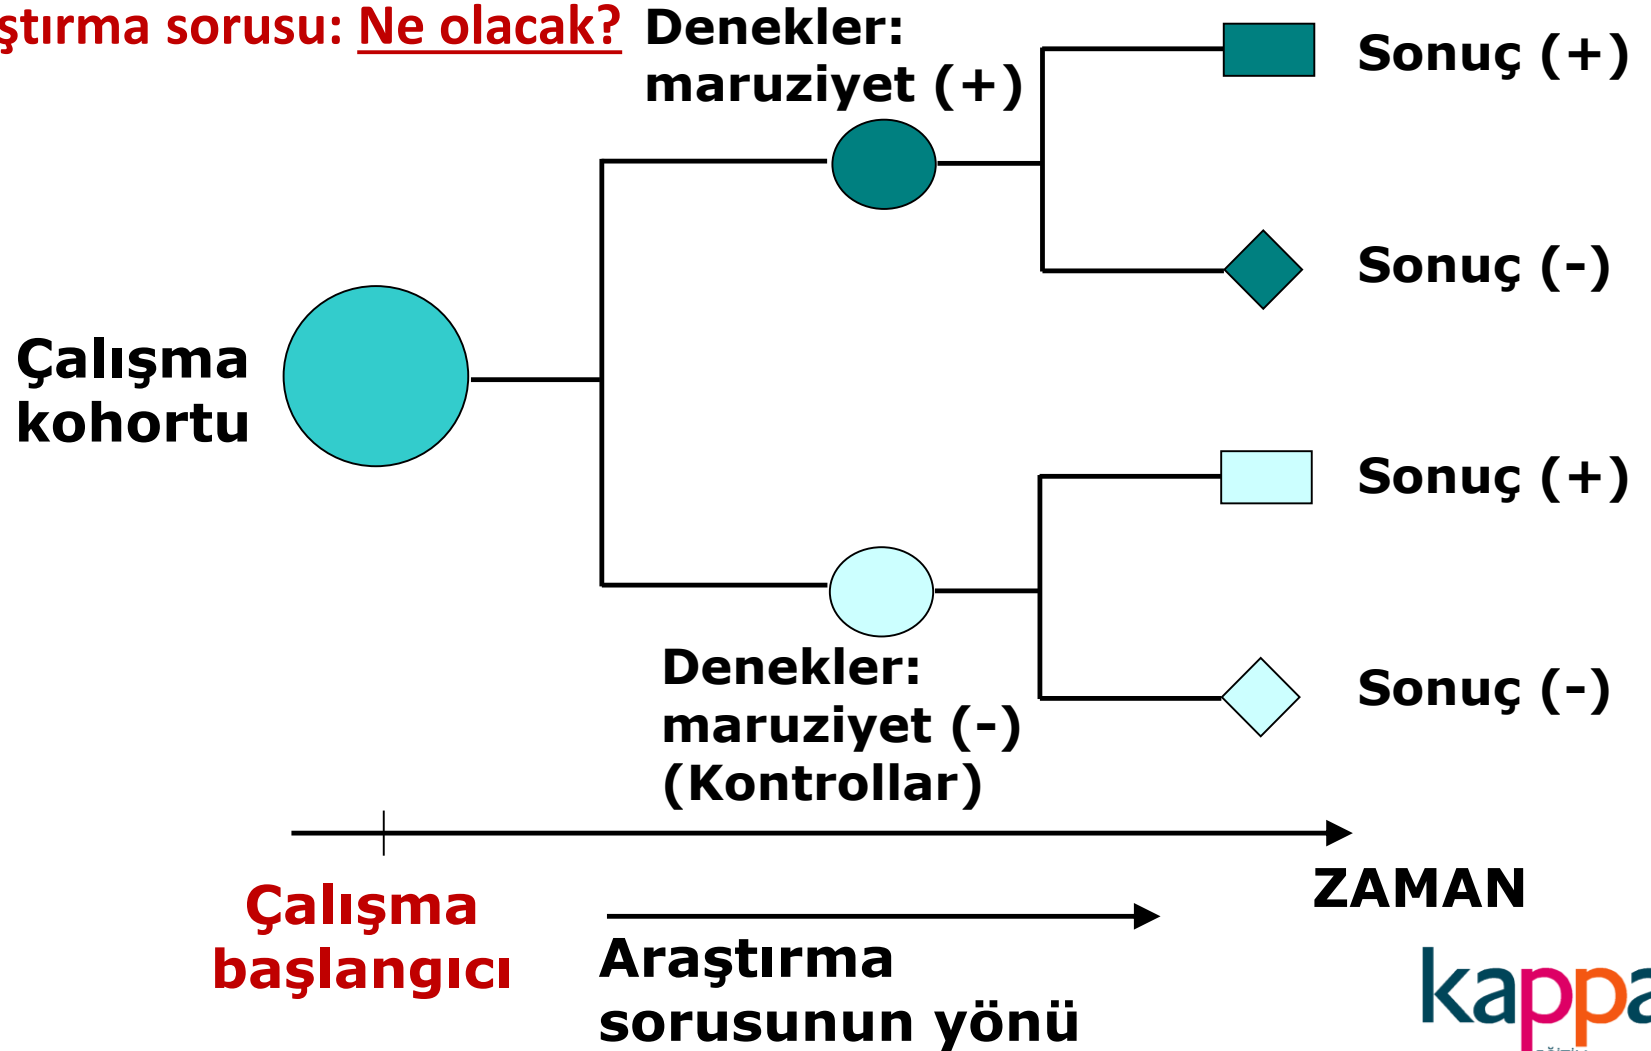 ştırma sorusu: Ne olacak?
Denekler:
maruziyet (+)
Sonuç (+)
Sonuç (-)
Çalışma
kohortu
Sonuç (+)
Denekler:
maruziyet (-)
(Kontrollar)
Sonuç (-)
ZAMAN
Çalışma
başlangıcı
Araştırma
sorusunun yönü
kappa